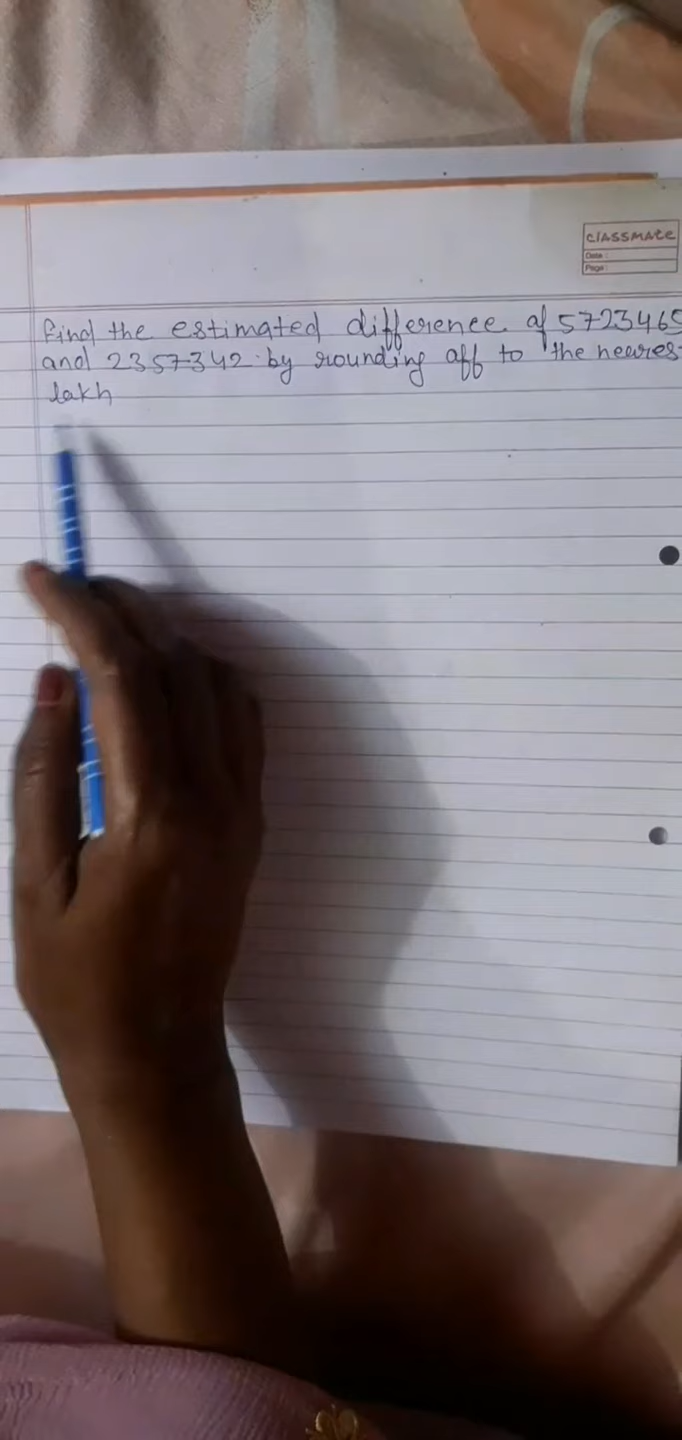 classmate
Date :
Page :
Find the estimated difference of 5723465
and 2357342 by rounding off to the neares
lakh